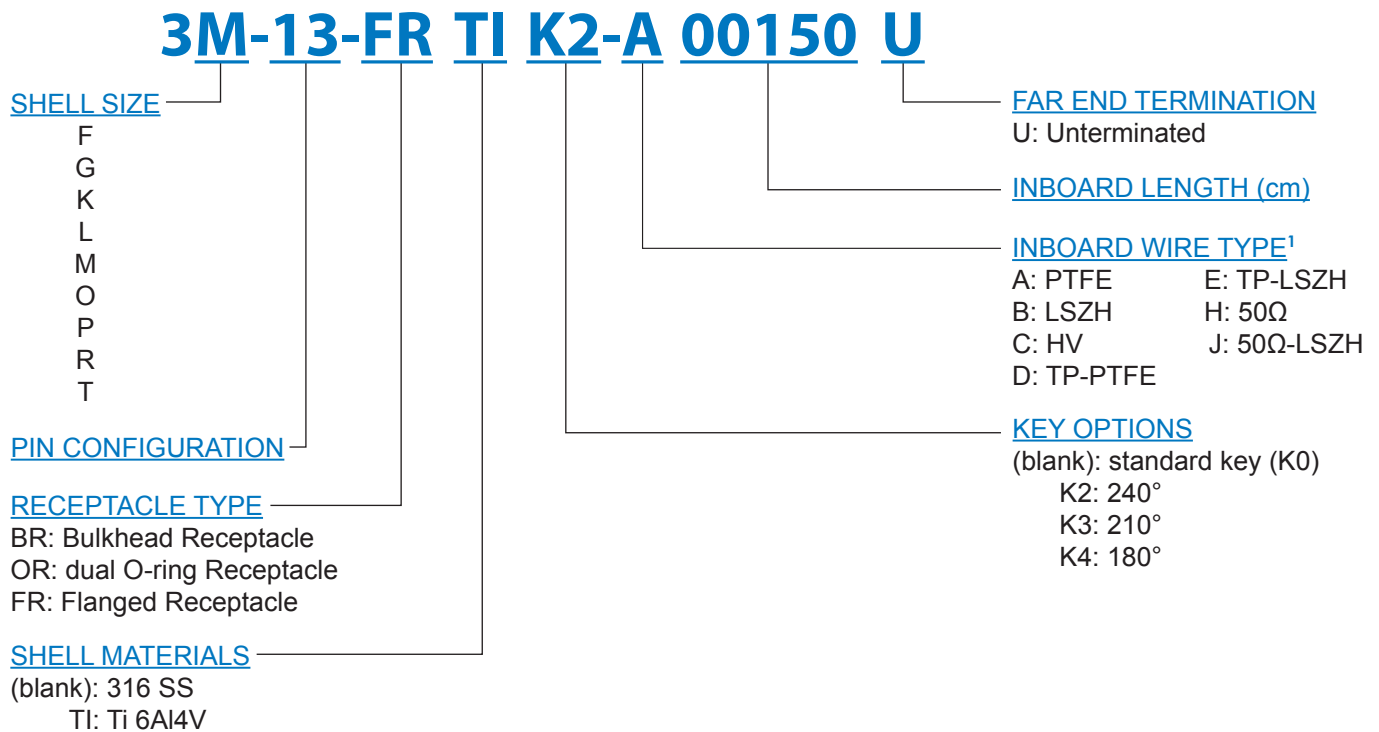 3M-13-FR TI K2-A 00150 U
SHELL SIZE
F
G
K
L
M
O
P
R
T
PIN CONFIGURATION
RECEPTACLE TYPE
BR: Bulkhead Receptacle
OR: dual O-ring Receptacle
FR: Flanged Receptacle
SHELL MATERIALS
(blank): 316 SS
TI: Ti 6Al4V
FAR END TERMINATION
U: Unterminated
INBOARD LENGTH (cm)
INBOARD WIRE TYPE¹
A: PTFE E: TP-LSZH
B: LSZH H: 50Ω
C: HV J: 50Ω-LSZH
D: TP-PTFE
KEY OPTIONS
(blank): standard key (K0)
K2: 240°
K3: 210°
K4: 180°